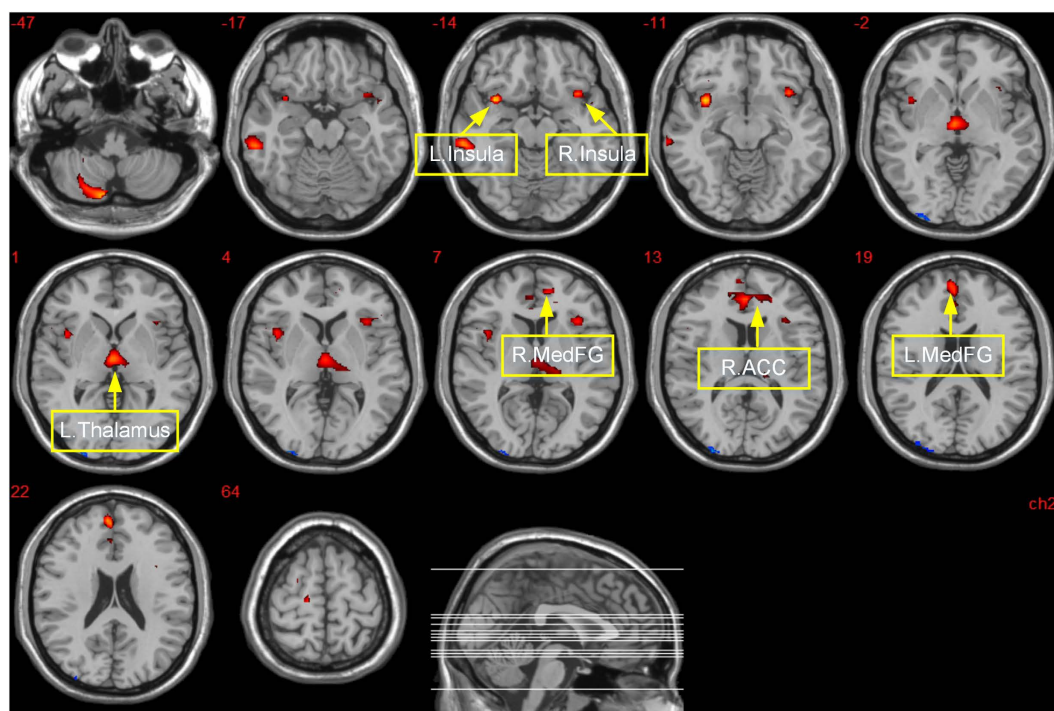 -47
-17
-14
-11
-2
L.Insula
R.Insula
1
4
7
13
19
R.MedFG
R.ACC
L.MedFG
L.Thalamus
22
64
ch2